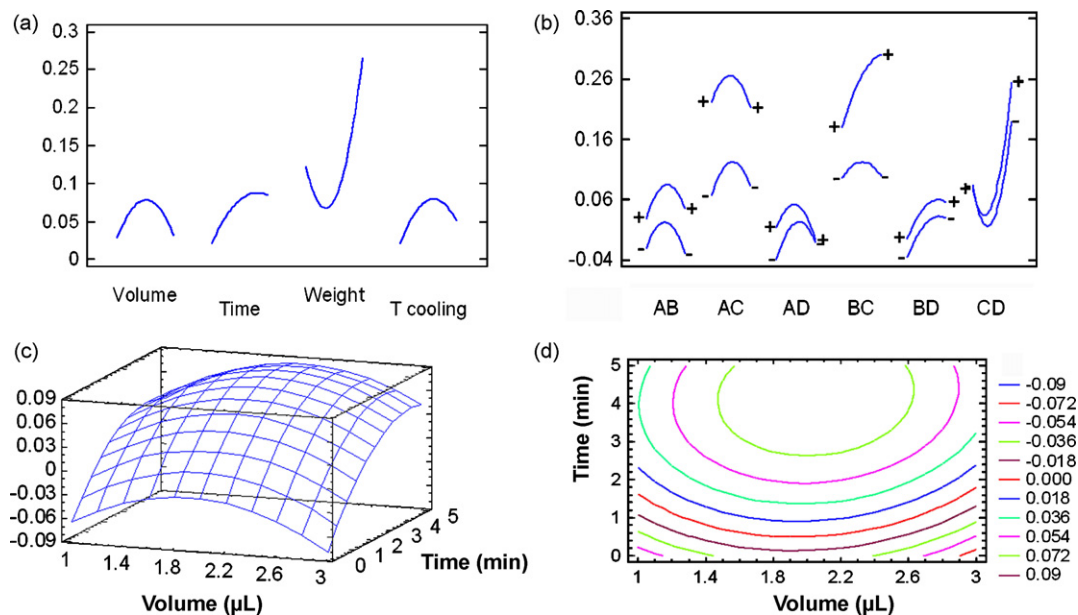 (a)
0.3
0.25
0.2
0.15
0.1
0.05
0
Volume
Time
Weight
T cooling
(b)
0.36
0.26
0.16
0.06
-0.04
+ + + + + + + + + + + +
- - - - - - - - - - -
AB AC AD BC BD CD
(c)
0.09
0.06
0.03
0
-0.03
-0.06
-0.09
1 1.4 1.8 2.2 2.6 3
0 1 2 3 4 5
Time (min)
Volume (µL)
(d)
5
4
3
2
1
0
Time (min)
1 1.4 1.8 2.2 2.6 3
Volume (µL)
-0.09
-0.072
-0.054
-0.036
-0.018
0.000
0.018
0.036
0.054
0.072
0.09